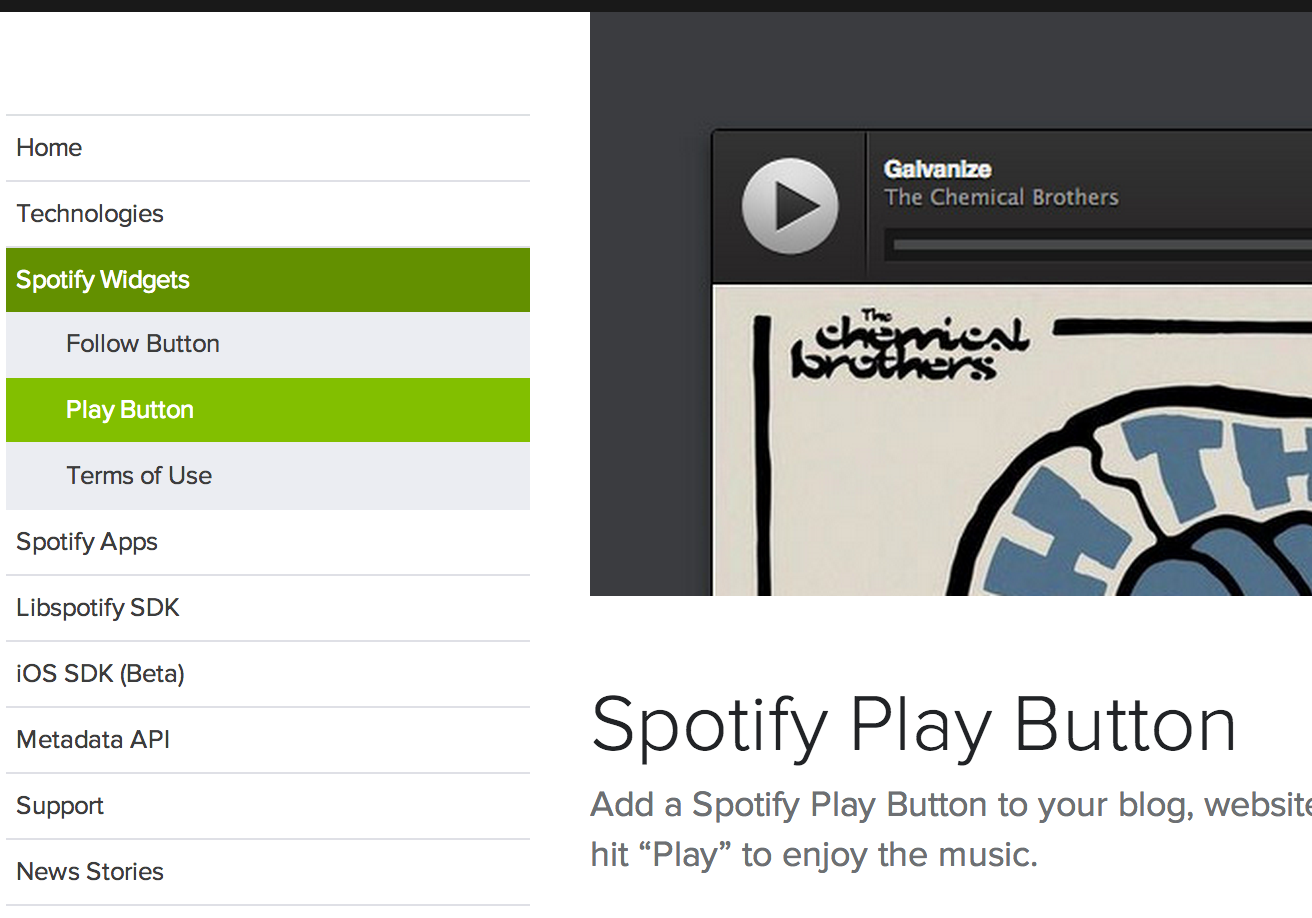 Home
Technologies
Spotify Widgets
Follow Button
Play Button
Terms of Use
Spotify Apps
Libspotify SDK
iOS SDK (Beta)
Metadata API
Support
News Stories
Galvanize
The Chemical Brothers
The
chemical
brothers
H TH
Spotify Play Button
Add a Spotify Play Button to your blog, website
hit “Play” to enjoy the music.